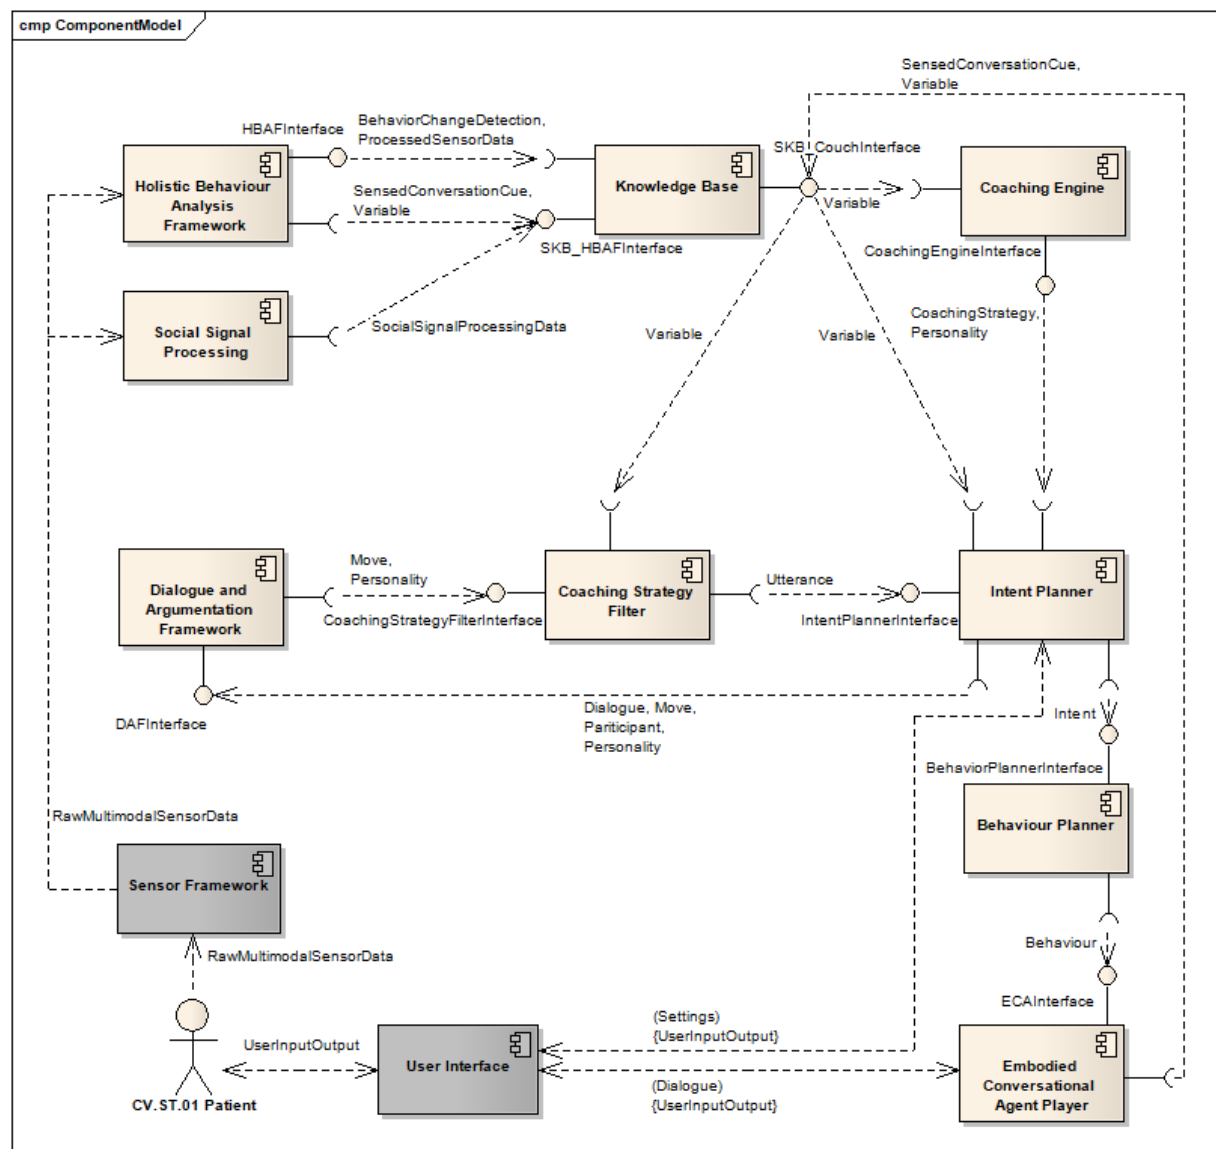 cmp ComponentModel
SensedConversationCue,
Variable
HBAFInterface
BehaviorChangeDetection,
ProcessedSensorData
SKB_CouchInterface
Holistic Behaviour
Analysis
Framework
SensedConversationCue,
Variable
Knowledge Base
Variable
Coaching Engine
SKB_HBAFInterface
CoachingEngineInterface
Social Signal
Processing
SocialSignalProcessingData
Variable
Variable
CoachingStrategy,
Personality
Dialogue and
Argumentation
Framework
Move,
Personality
CoachingStrategyFilterInterface
Coaching Strategy
Filter
Utterance
IntentPlannerInterface
Intent Planner
DAFInterface
Dialogue, Move,
Pariticipant,
Personality
Intent
BehaviorPlannerInterface
Behaviour Planner
RawMultimodalSensorData
Sensor Framework
RawMultimodalSensorData
Behaviour
ECAInterface
UserInputOutput
User Interface
(Settings)
{UserInputOutput}
(Dialogue)
{UserInputOutput}
Embodied
Conversational
Agent Player
CV.ST.01 Patient